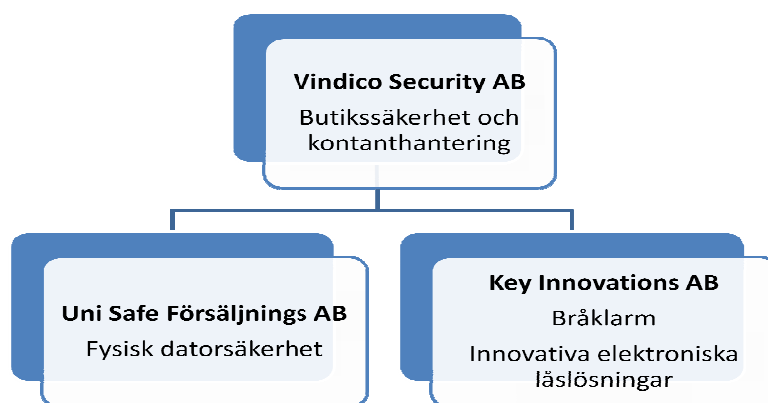 Vindico Security AB
Butikssäkerhet och
kontanthantering
Uni Safe Försäljnings AB
Fysisk datorsäkerhet
Key Innovations AB
Bråklarm
Innovativa elektroniska
låslösningar